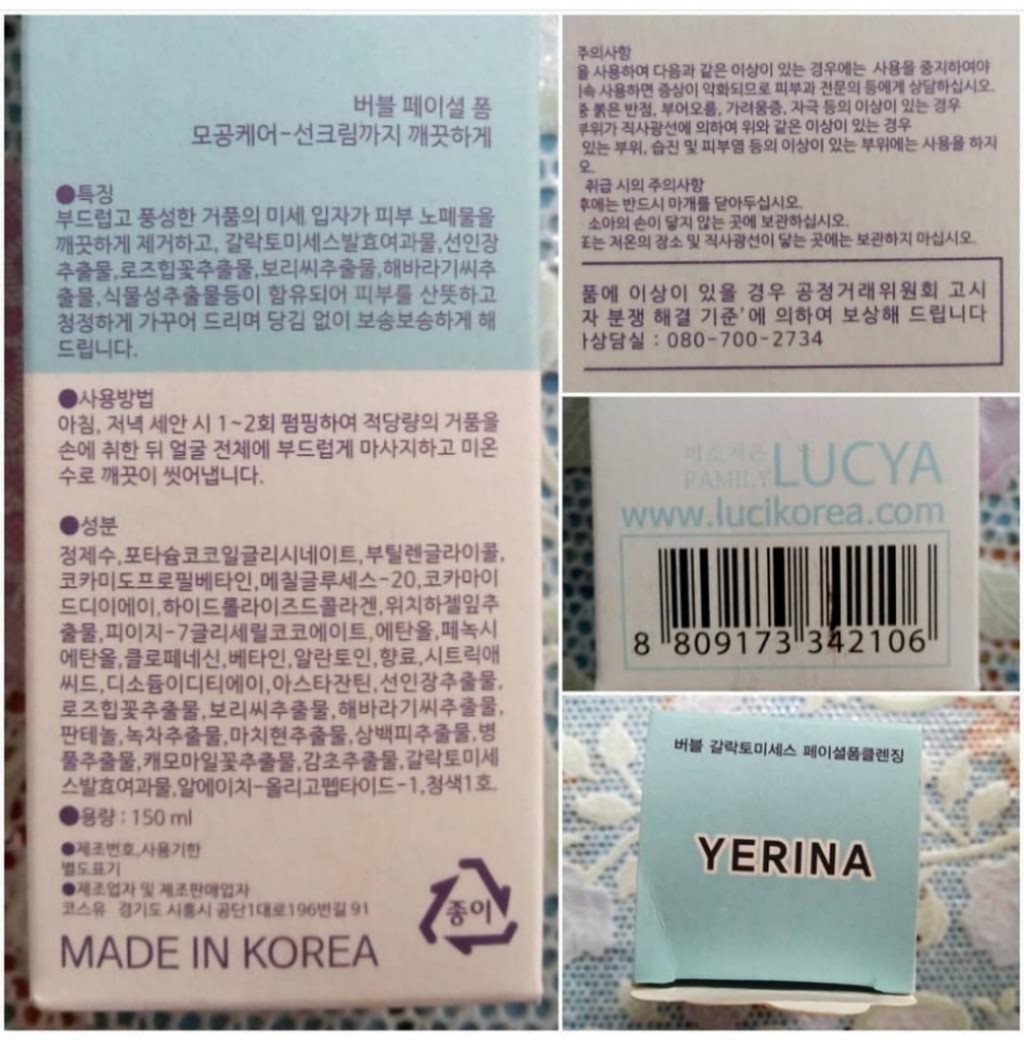 버블 페이셜 폼
모공케어-선크림까지 깨끗하게
●특징
부드럽고 풍성한 거품의 미세 입자가 피부 노폐물을
깨끗하게 제거하고, 갈락토미세스발효여과물,선인장
추출물,로즈힙꽃추출물,보리씨추출물,해바라기씨추
출물,식물성추출물등이 함유되어 피부를 산뜻하고
청정하게 가꾸어 드리며 당김 없이 보송보송하게 해
드립니다.
●사용방법
아침, 저녁 세안 시 1~2회 펌핑하여 적당량의 거품을
손에 취한 뒤 얼굴 전체에 부드럽게 마사지하고 미온
수로 깨끗이 씻어냅니다.
●성분
정제수,포타슘코코일글리시네이트,부틸렌글라이콜,
코카미도프로필베타인,메칠글루세스-20,코카마이
드디이에이,하이드롤라이즈드콜라겐,위치하젤잎추
출물,피이지-7글리세릴코코에이트,에탄올,페녹시
에탄올,클로페네신,베타인,알란토인,향료,시트릭애
씨드,디소듐이디티에이,아스타잔틴,선인장추출물,
로즈힙꽃추출물,보리씨추출물,해바라기씨추출물,
판테놀,녹차추출물,마치현추출물,상백피추출물,병
풀추출물,캐모마일꽃추출물,감초추출물,갈락토미세
스발효여과물,알에이치-올리고펩타이드-1,청색1호.
●용량 : 150 ml
●제조번호,사용기한
별도표기
●제조업자 및 제조판매업자
코스유 경기도 시흥시 공단1대로196번길 91
MADE IN KOREA
종이
주의사항
을 사용하여 다음과 같은 이상이 있는 경우에는 사용을 중지하여야
사용하면 증상이 악화되므로 피부과 전문의 등에게 상담하십시오.
중 붉은 반점, 부어오름, 가려움증, 자극 등의 이상이 있는 경우
직사광선에 의하여 위와 같은 이상이 있는 경우
있는 부위, 습진 및 피부염 등의 이상이 있는 부위에는 사용을 하지
오.
취급 시의 주의사항
후에는 반드시 마개를 닫아두십시오.
소아의 손이 닿지 않는 곳에 보관하십시오.
또는 저온의 장소 및 직사광선이 닿는 곳에는 보관하지 마십시오.
품에 이상이 있을 경우 공정거래위원회 고시
자 분쟁 해결 기준'에 의하여 보상해 드립니다
상담실 : 080-700-2734
미소지은
FAMILY LUCYA
www.lucikorea.com
8 809173 342106
버블 갈락토미세스 페이셜폼클렌징
YERINA